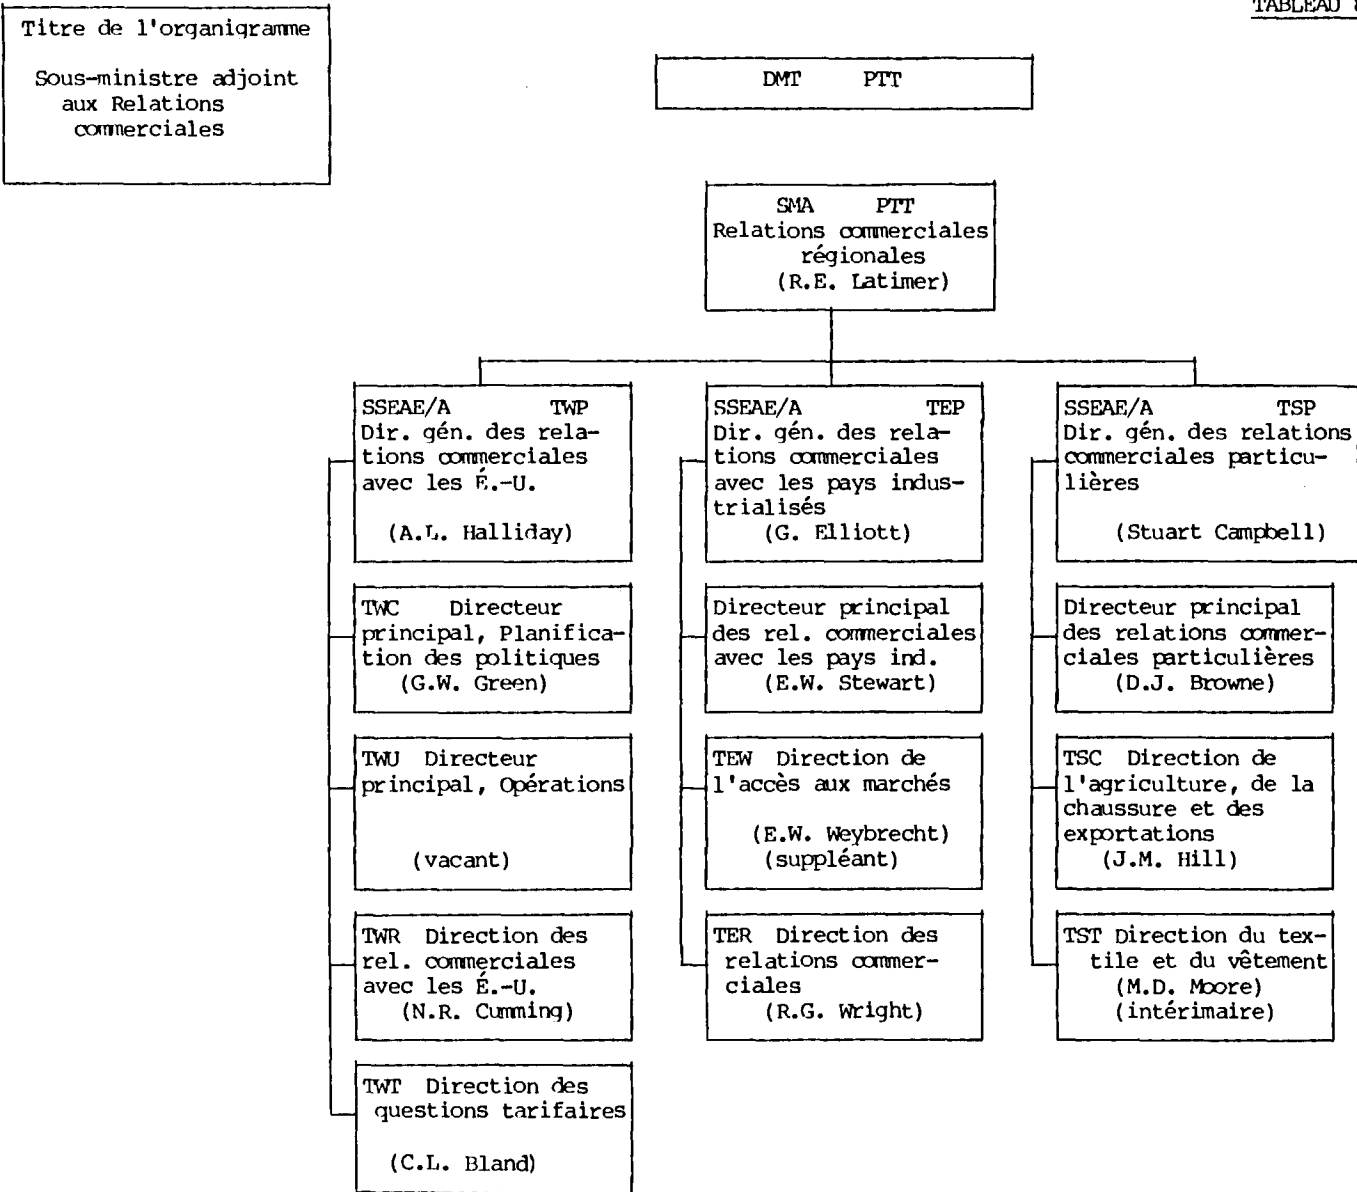 TABLEAU 8
Titre de l'organigramme
Sous-ministre adjoint
aux Relations
commerciales
DMT PTT
SMA PTT
Relations commerciales
régionales
(R.E. Latimer)
SSEAE/A TWP
Dir. gén. des rela-
tions commerciales
avec les É.-U.
(A.L. Halliday)
TWC Directeur
principal, Planifica-
tion des politiques
(G.W. Green)
TWU Directeur
principal, Opérations
(vacant)
TWR Direction des
rel. commerciales
avec les É.-U.
(N.R. Cumming)
TWT Direction des
questions tarifaires
(C.L. Bland)
SSEAE/A TEP
Dir. gén. des rela-
tions commerciales
avec les pays indus-
trialisés
(G. Elliott)
Directeur principal
des rel. commerciales
avec les pays ind.
(E.W. Stewart)
TEW Direction de
l'accès aux marchés
(E.W. Weybrecht)
(suppléant)
TER Direction des
relations commer-
ciales
(R.G. Wright)
SSEAE/A TSP
Dir. gén. des relations
commerciales particu-
lières
(Stuart Campbell)
Directeur principal
des relations commer-
ciales particulières
(D.J. Browne)
TSC Direction de
l'agriculture, de la
chaussure et des
exportations
(J.M. Hill)
TST Direction du tex-
tile et du vêtement
(M.D. Moore)
(intérimaire)